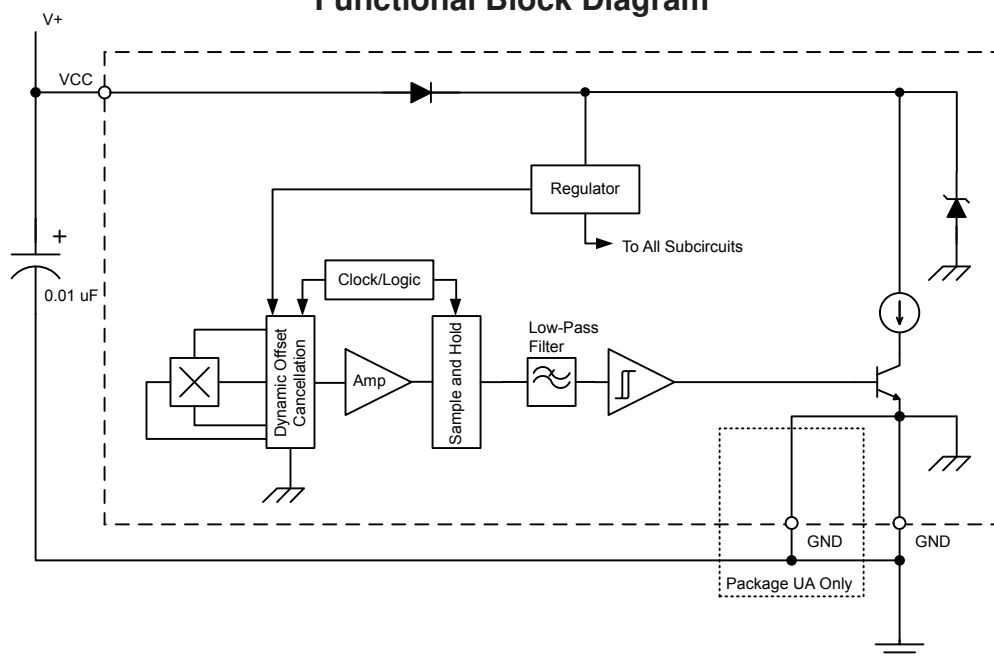 Functional Block Diagram
V+
VCC
Regulator
To All Subcircuits
+
0.01 uF
Clock/Logic
Dynamic Offset
Cancellation
Amp
Sample and Hold
Low-Pass
Filter
GND
GND
Package UA Only